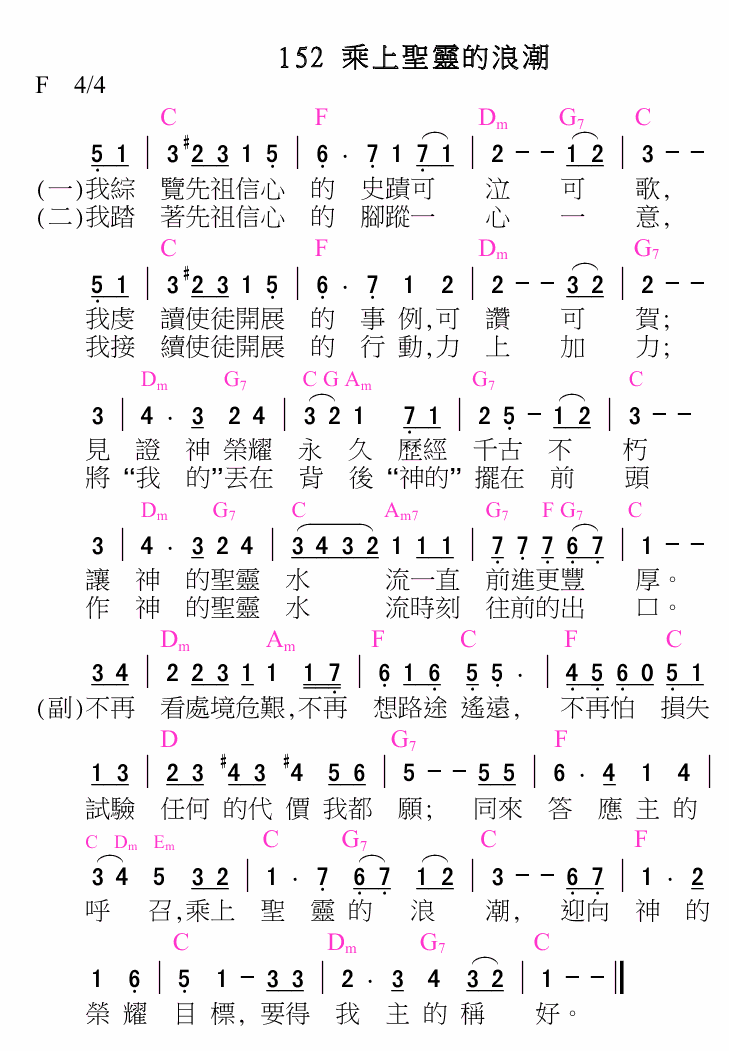 152 乘上聖靈的浪潮
F 4/4
C F Dm G7 C
5 1 | 3 #2 3 1 5 | 6 . 7 1 7 1 | 2 - - 1 2 | 3 - -
(一)我綜 覽先祖信心 的 史蹟可 泣 可 歌,
(二)我踏 著先祖信心 的 腳蹤一 心 一 意,
C F Dm G7
5 1 | 3 #2 3 1 5 | 6 . 7 1 2 | 2 - - 3 2 | 2 - -
我虔 讀使徒開展 的 事 例,可 讚 可 賀;
我接 續使徒開展 的 行 動,力 上 加 力;
Dm G7 C G Am G7 C
3 | 4 . 3 2 4 | 3 2 1 7 1 | 2 5 - 1 2 | 3 - -
見 證 神 榮耀 永 久 歷經 千古 不 朽
將 “我 的”丟在 背 後 “神的” 擺在 前 頭
Dm G7 C Am7 G7 F G7 C
3 | 4 . 3 2 4 | 3 4 3 2 1 1 1 | 7 7 7 6 7 | 1 - -
讓 神 的聖靈 水 流一直 前進更豐 厚。
作 神 的聖靈 水 流時刻 往前的出 口。
Dm Am F C F C
3 4 | 2 2 3 1 1 1 7 | 6 1 6 5 5 . | 4 5 6 0 5 1
(副)不再 看處境危艱,不再 想路途 遙遠, 不再怕 損失
D G7 F
1 3 | 2 3 #4 3 #4 5 6 | 5 - - 5 5 | 6 . 4 1 4 |
試驗 任何 的代 價 我都 願; 同來 答 應 主 的
C Dm Em C G7 C F
3 4 5 3 2 | 1 . 7 6 7 1 2 | 3 - - 6 7 | 1 . 2
呼 召,乘上 聖 靈 的 浪 潮, 迎向 神 的
C Dm G7 C
1 6 | 5 1 - 3 3 | 2 . 3 4 3 2 | 1 - - ‖
榮 耀 目 標, 要得 我 主 的 稱 好。